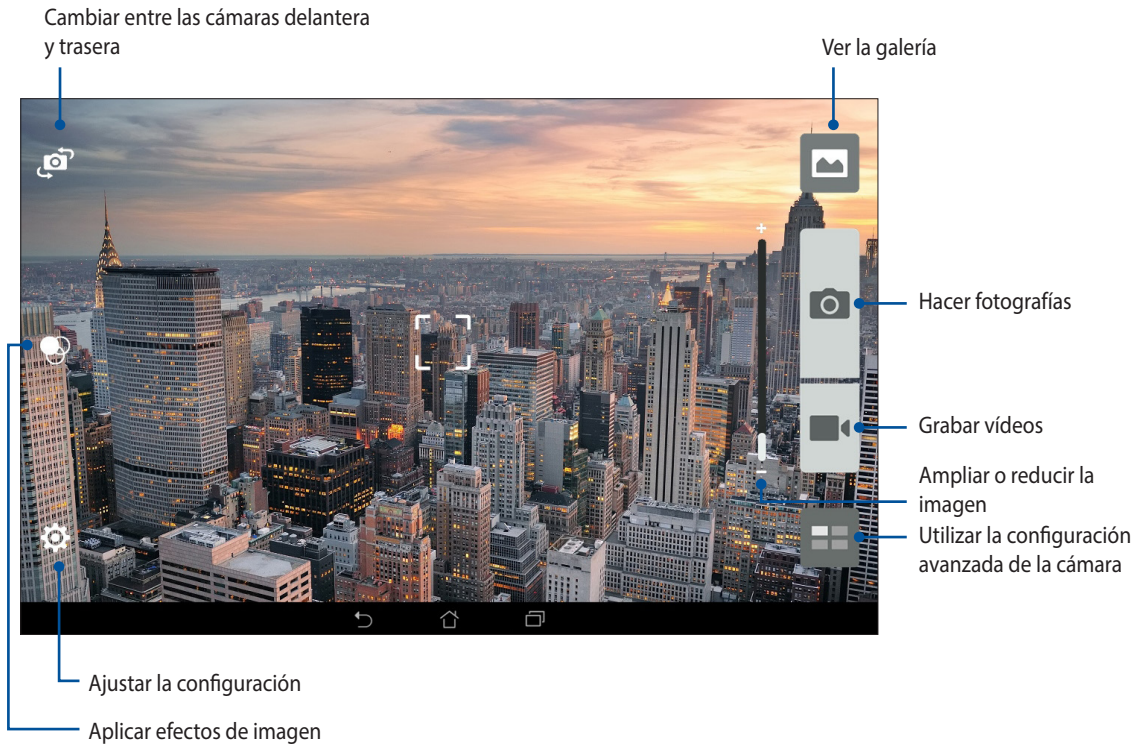 Cambiar entre las cámaras delantera
y trasera
Ver la galería
Hacer fotografías
Grabar vídeos
Ampliar o reducir la
imagen
Utilizar la configuración
avanzada de la cámara
Ajustar la configuración
Aplicar efectos de imagen